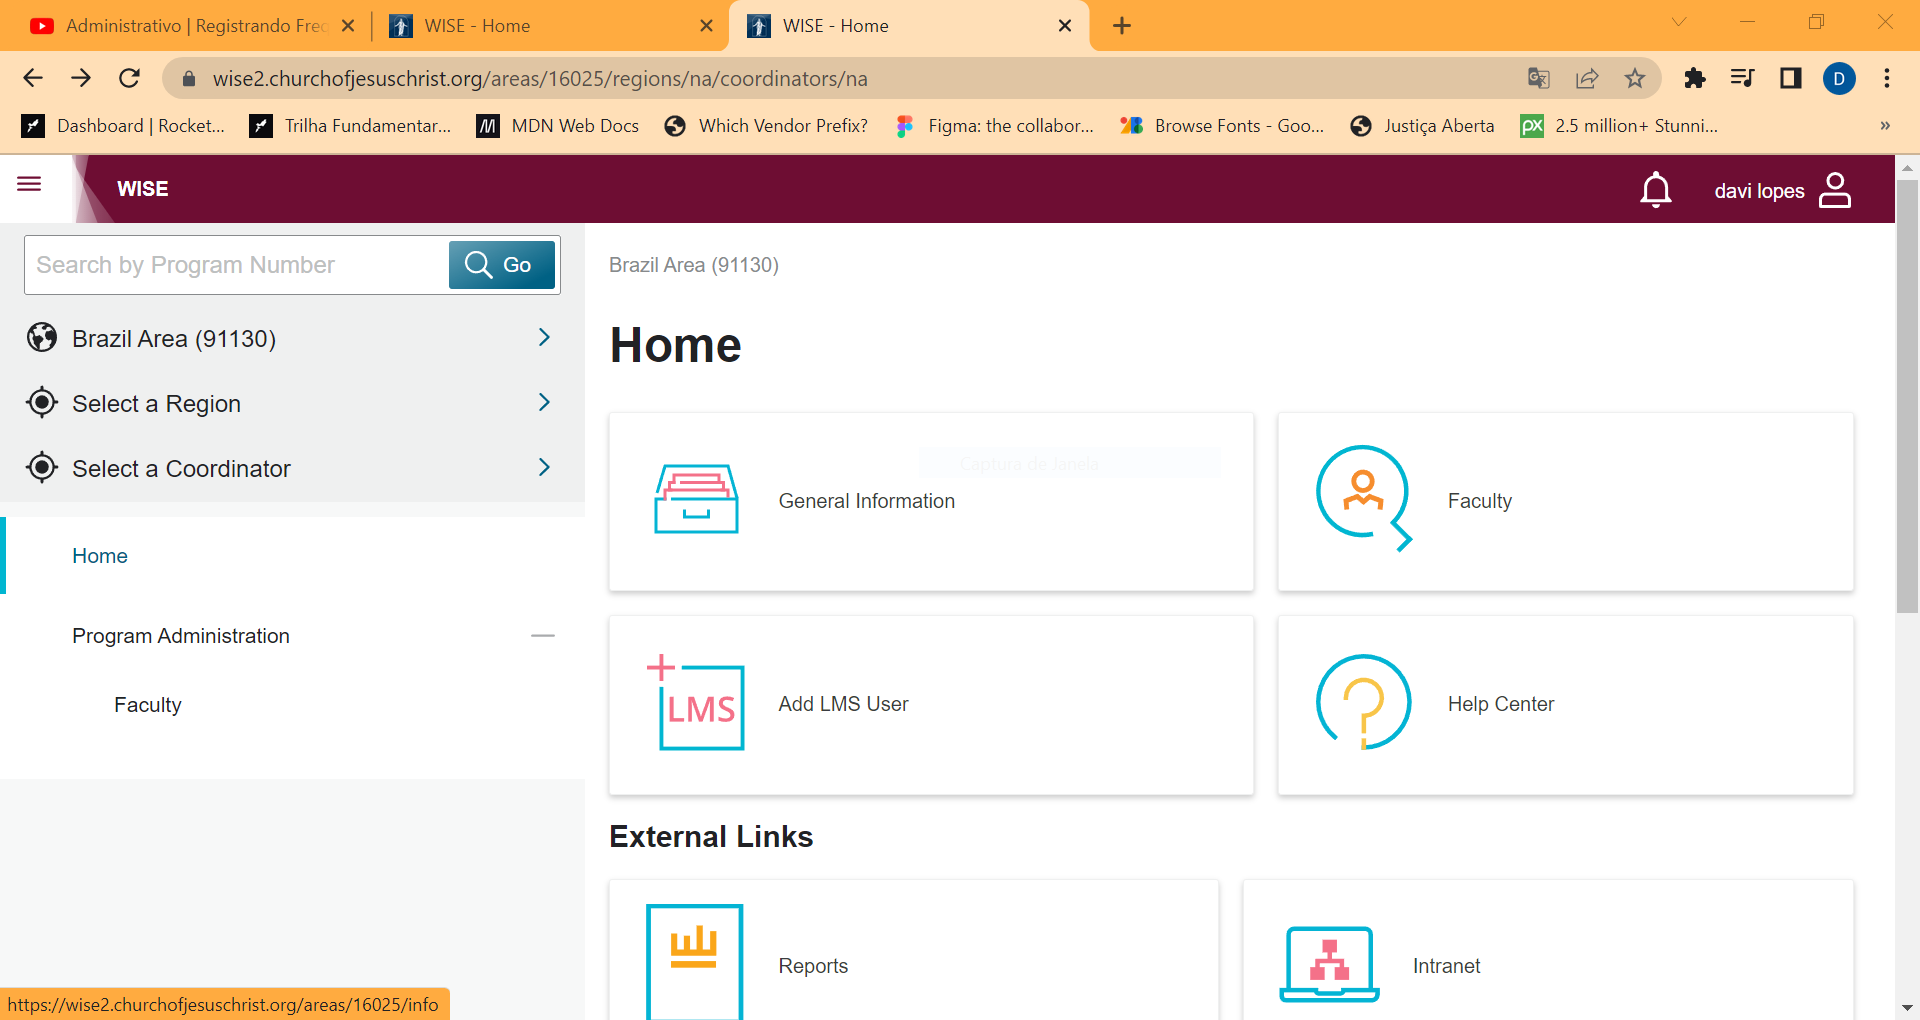 Administrativo | Registrando Freq
WISE - Home
WISE - Home
wise2.churchofjesuschrist.org/areas/16025/regions/na/coordinators/na
D
Dashboard | Rocket...
Trilha Fundamentar...
MDN Web Docs
Which Vendor Prefix?
Figma: the collabor...
Browse Fonts - Goo...
Justiça Aberta
px
2.5 million+ Stunni...
»
WISE
davi lopes
Search by Program Number
Go
Brazil Area (91130)
Select a Region
Select a Coordinator
Home
Program Administration
Faculty
Brazil Area (91130)
Home
Captura de Janela
General Information
Faculty
LMS
Add LMS User
Help Center
External Links
Reports
Intranet
https://wise2.churchofjesuschrist.org/areas/16025/info